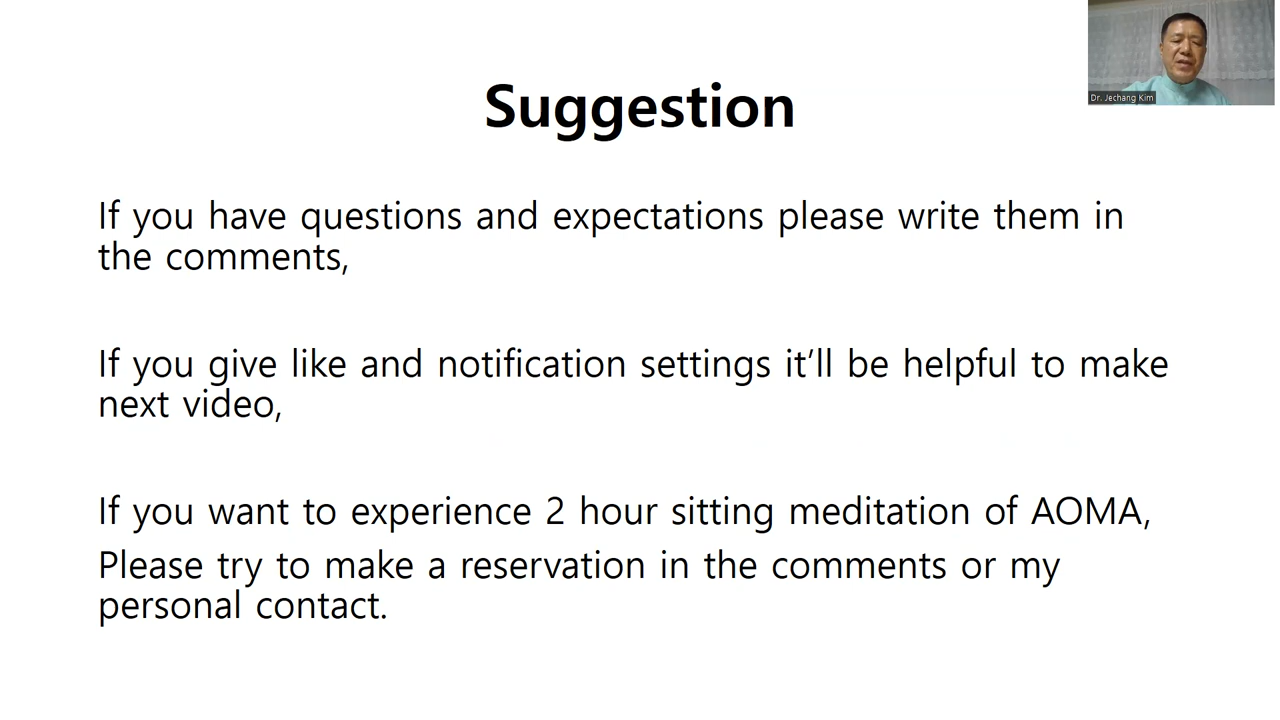 Dr. Jechang Kim
Suggestion
If you have questions and expectations please write them in
the comments,
If you give like and notification settings it’ll be helpful to make
next video,
If you want to experience 2 hour sitting meditation of AOMA,
Please try to make a reservation in the comments or my
personal contact.